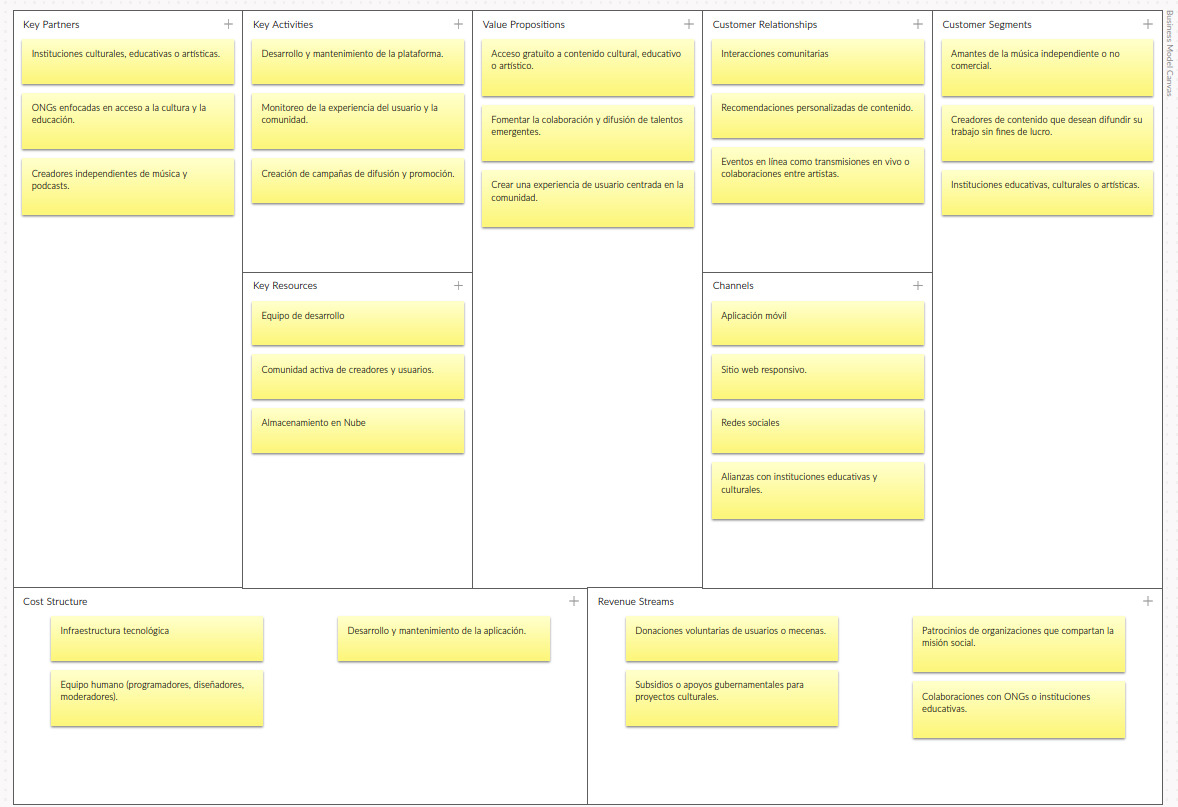 Key Partners
Instituciones culturales, educativas o artísticas.
ONGs enfocadas en acceso a la cultura y la
educación.
Creadores independientes de música y
podcasts.
Key Activities
Desarrollo y mantenimiento de la plataforma.
Monitoreo de la experiencia del usuario y la
comunidad.
Creación de campañas de difusión y promoción.
Key Resources
Equipo de desarrollo
Comunidad activa de creadores y usuarios.
Almacenamiento en Nube
Value Propositions
Acceso gratuito a contenido cultural, educativo
o artístico.
Fomentar la colaboración y difusión de talentos
emergentes.
Crear una experiencia de usuario centrada en la
comunidad.
Customer Relationships
Interacciones comunitarias
Recomendaciones personalizadas de contenido.
Eventos en línea como transmisiones en vivo o
colaboraciones entre artistas.
Channels
Aplicación móvil
Sitio web responsivo.
Redes sociales
Alianzas con instituciones educativas y
culturales.
Customer Segments
Amantes de la música independiente o no
comercial.
Creadores de contenido que desean difundir su
trabajo sin fines de lucro.
Instituciones educativas, culturales o artísticas.
Business Model Canvas
Cost Structure
Infraestructura tecnológica
Equipo humano (programadores, diseñadores,
moderadores).
Desarrollo y mantenimiento de la aplicación.
Revenue Streams
Donaciones voluntarias de usuarios o mecenas.
Subsidios o apoyos gubernamentales para
proyectos culturales.
Patrocinios de organizaciones que compartan la
misión social.
Colaboraciones con ONGs o instituciones
educativas.